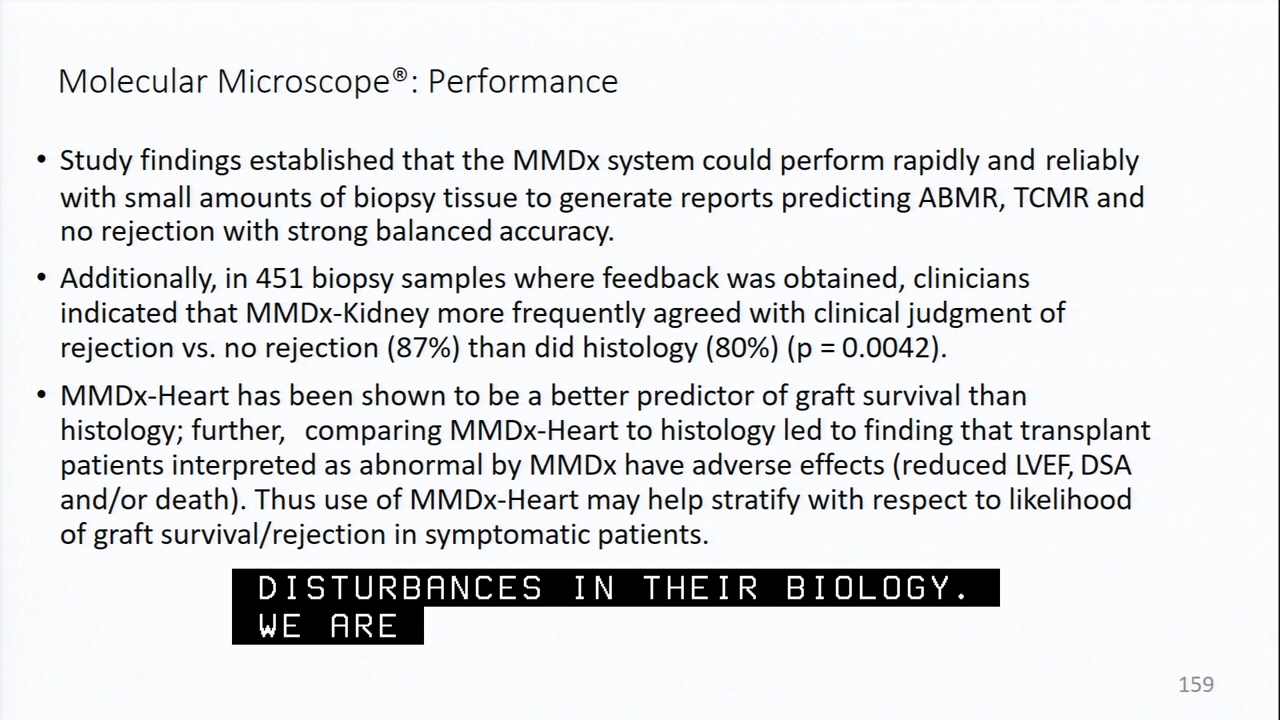 Molecular Microscope®: Performance
• Study findings established that the MMDx system could perform rapidly and reliably
with small amounts of biopsy tissue to generate reports predicting ABMR, TCMR and
no rejection with strong balanced accuracy.
• Additionally, in 451 biopsy samples where feedback was obtained, clinicians
indicated that MMDx-Kidney more frequently agreed with clinical judgment of
rejection vs. no rejection (87%) than did histology (80%) (p = 0.0042).
• MMDx-Heart has been shown to be a better predictor of graft survival than
histology; further, comparing MMDx-Heart to histology led to finding that transplant
patients interpreted as abnormal by MMDx have adverse effects (reduced LVEF, DSA
and/or death). Thus use of MMDx-Heart may help stratify with respect to likelihood
of graft survival/rejection in symptomatic patients.
DISTURBANCES IN THEIR BIOLOGY.
WE ARE
159